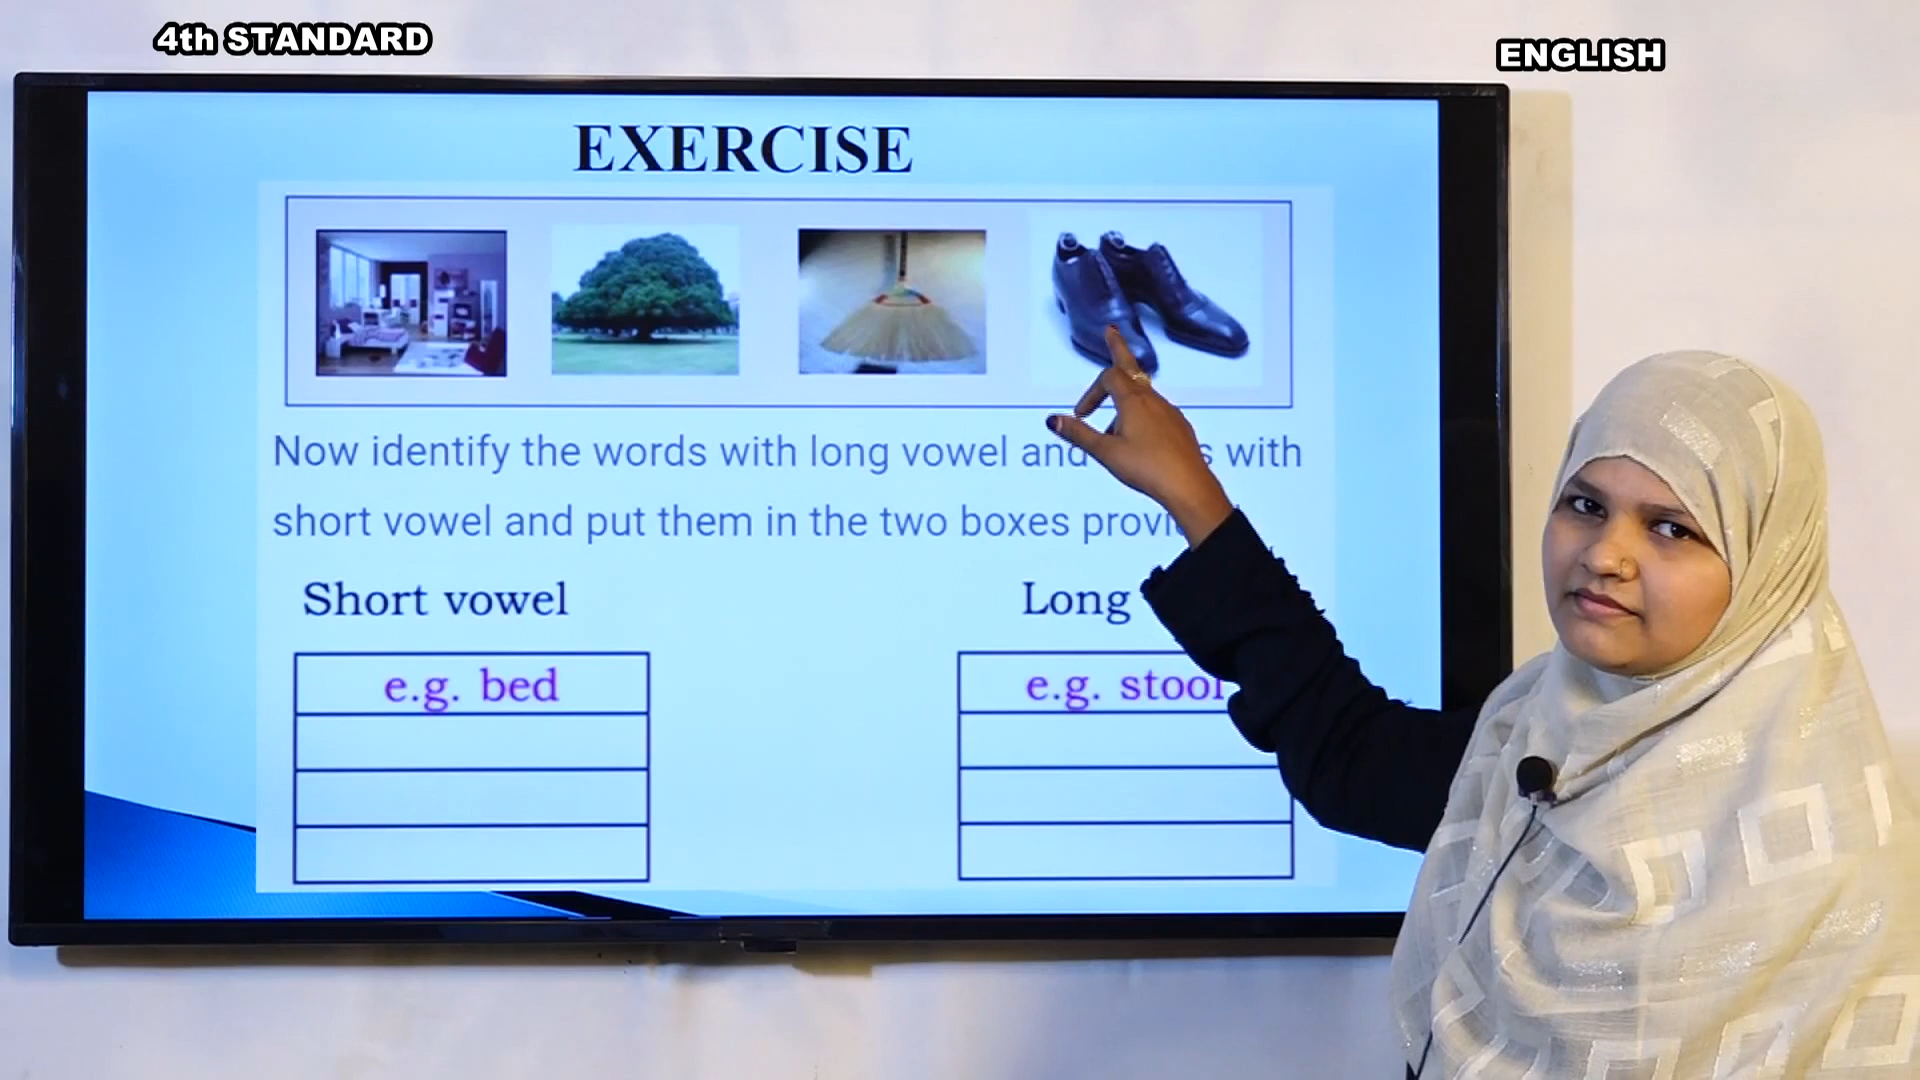 4th STANDARD
ENGLISH
EXERCISE
Now identify the words with long vowel and with
short vowel and put them in the two boxes
Short vowel
Long
e.g. bed
e.g. stool